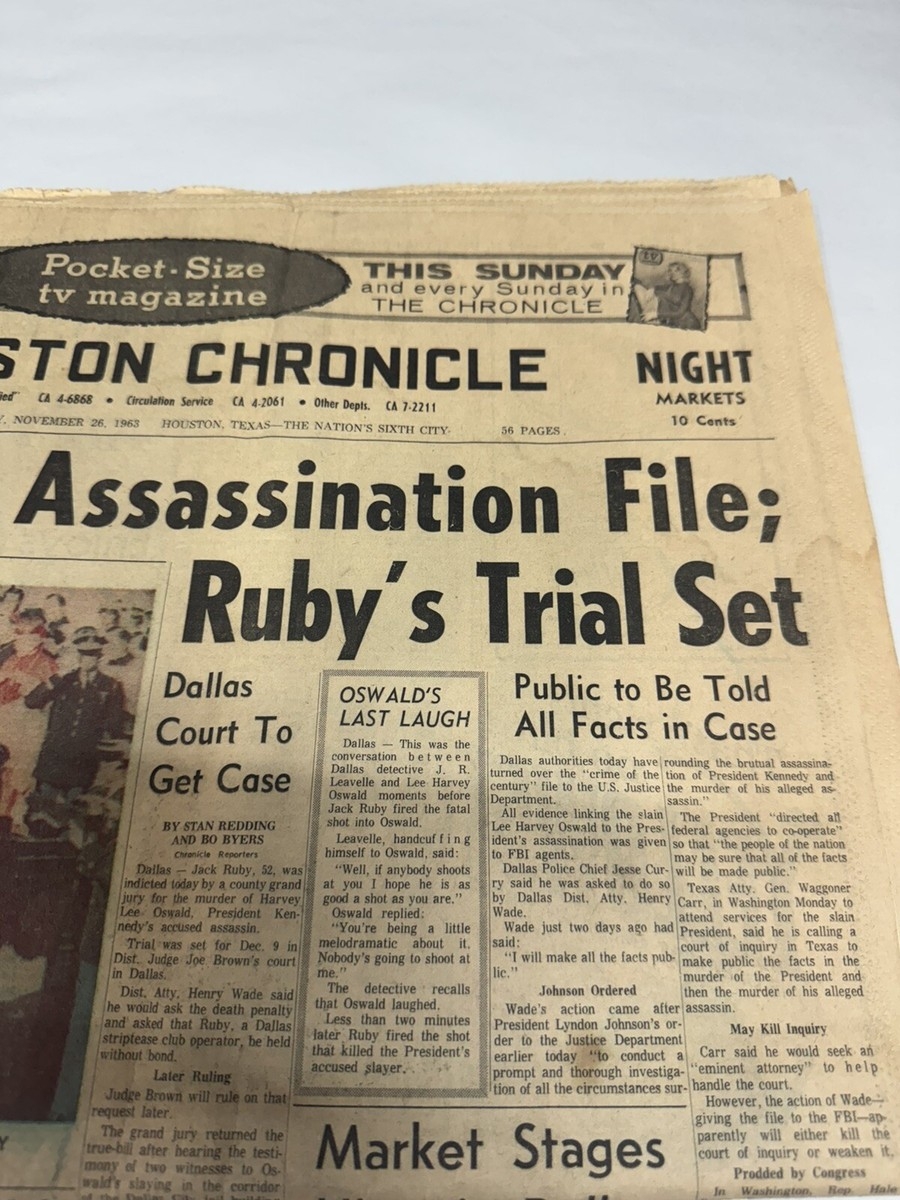 Pocket-Size
tv magazine
THIS SUNDAY
and every Sunday in
THE CHRONICLE
TV
STON CHRONICLE
NIGHT
MARKETS
10 Cents
ied" CA 4-6868 • Circulation Service CA 4-2061 • Other Depts. CA 7-2211
Y, NOVEMBER 26, 1963 HOUSTON, TEXAS—THE NATION'S SIXTH CITY 56 PAGES
Assassination File;
Ruby's Trial Set
Dallas
Court To
Get Case
BY STAN REDDING
AND BO BYERS
Chronicle Reporters
Dallas — Jack Ruby, 52, was
indicted today by a county grand
jury for the murder of Harvey
Lee Oswald, President Ken-
nedy's accused assassin.
Trial was set for Dec. 9 in
Dist. Judge Joe Brown's court
in Dallas.
Dist. Atty. Henry Wade said
he would ask the death penalty
and asked that Ruby, a Dallas
striptease club operator, be held
without bond.
Later Ruling
Judge Brown will rule on that
request later.
The grand jury returned the
true-bill after hearing the testi-
mony of two witnesses to Os-
wald's slaying in the corridor
OSWALD'S
LAST LAUGH
Dallas — This was the
conversation between
Dallas detective J. R.
Leavelle and Lee Harvey
Oswald moments before
Jack Ruby fired the fatal
shot into Oswald.
Leavelle, handcuffing
himself to Oswald, said:
"Well, if anybody shoots
at you I hope he is as
good a shot as you are."
Oswald replied:
"You're being a little
melodramatic about it.
Nobody's going to shoot at
me."
The detective recalls
that Oswald laughed.
Less than two minutes
later Ruby fired the shot
that killed the President's
accused slayer.
Public to Be Told
All Facts in Case
Dallas authorities today have
turned over the "crime of the
century" file to the U.S. Justice
Department.
All evidence linking the slain
Lee Harvey Oswald to the Pres-
ident's assassination was given
to FBI agents.
Dallas Police Chief Jesse Cur-
ry said he was asked to do so
by Dallas Dist. Atty. Henry
Wade.
Wade just two days ago had
said:
"I will make all the facts pub-
lic."
Johnson Ordered
Wade's action came after
President Lyndon Johnson's or-
der to the Justice Department
earlier today "to conduct a
prompt and thorough investiga-
tion of all the circumstances sur-
rounding the brutual assassina-
tion of President Kennedy and
the murder of his alleged as-
sassin."
The President "directed all
federal agencies to co-operate"
so that "the people of the nation
may be sure that all of the facts
will be made public."
Texas Atty. Gen. Waggoner
Carr, in Washington Monday to
attend services for the slain
President, said he is calling a
court of inquiry in Texas to
make public the facts in the
murder of the President and
then the murder of his alleged
assassin.
May Kill Inquiry
Carr said he would seek an
"eminent attorney" to help
handle the court.
However, the action of Wade—
giving the file to the FBI—ap-
parently will either kill the
court of inquiry or weaken it.
Prodded by Congress
In Washington, Rep. Hale
Market Stages
Y